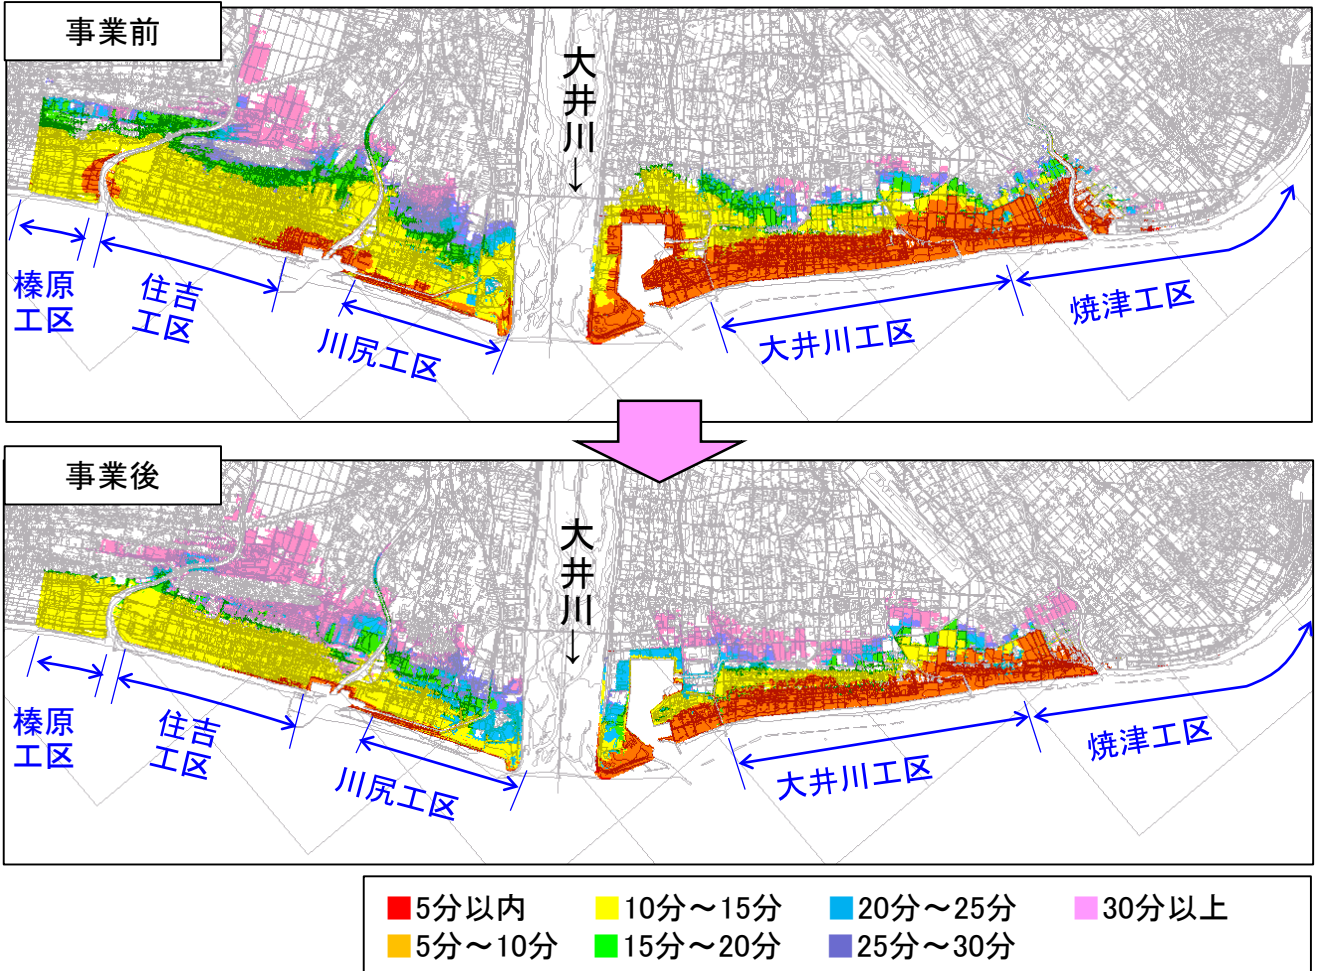 事業前
大井川↓
榛原
工区
住吉
工区
川尻工区
大井川工区
焼津工区
事業後
大井川↓
榛原
工区
住吉
工区
川尻工区
大井川工区
焼津工区
5分以内
10分～15分
20分～25分
30分以上
5分～10分
15分～20分
25分～30分